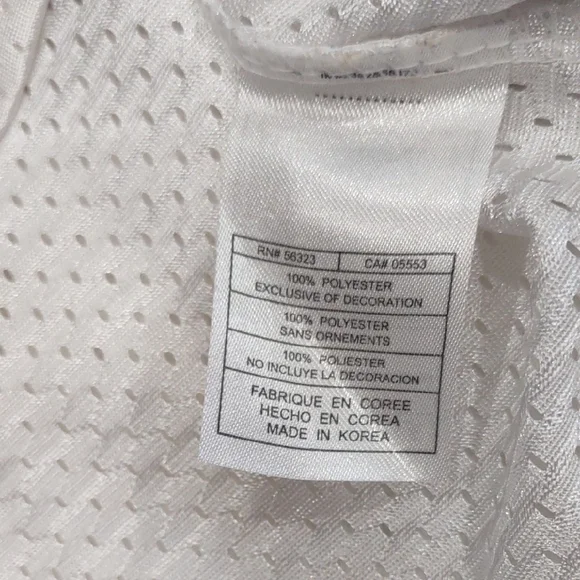 RN# 56323 CA# 05553
100% POLYESTER
EXCLUSIVE OF DECORATION
100% POLYESTER
SANS ORNEMENTS
100% POLIESTER
NO INCLUYE LA DECORACION
FABRIQUE EN COREE
HECHO EN COREA
MADE IN KOREA